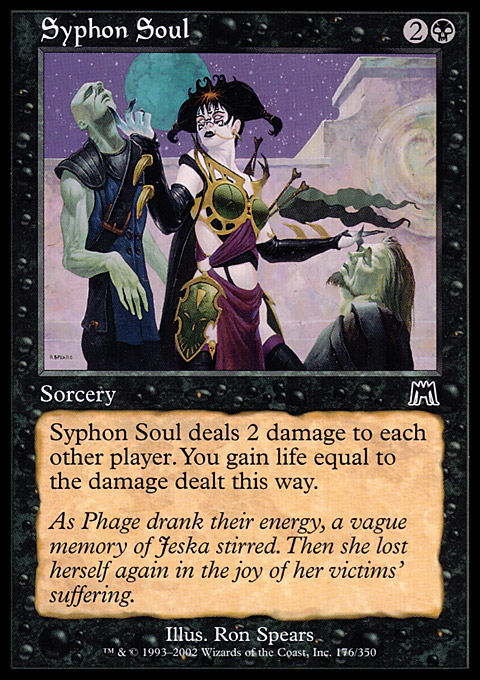 Syphon Soul 2
R.SPEARS
Sorcery
Syphon Soul deals 2 damage to each
other player. You gain life equal to
the damage dealt this way.
As Phage drank their energy, a vague
memory of Jeska stirred. Then she lost
herself again in the joy of her victims’
suffering.
Illus. Ron Spears
™ & © 1993–2002 Wizards of the Coast, Inc. 176/350